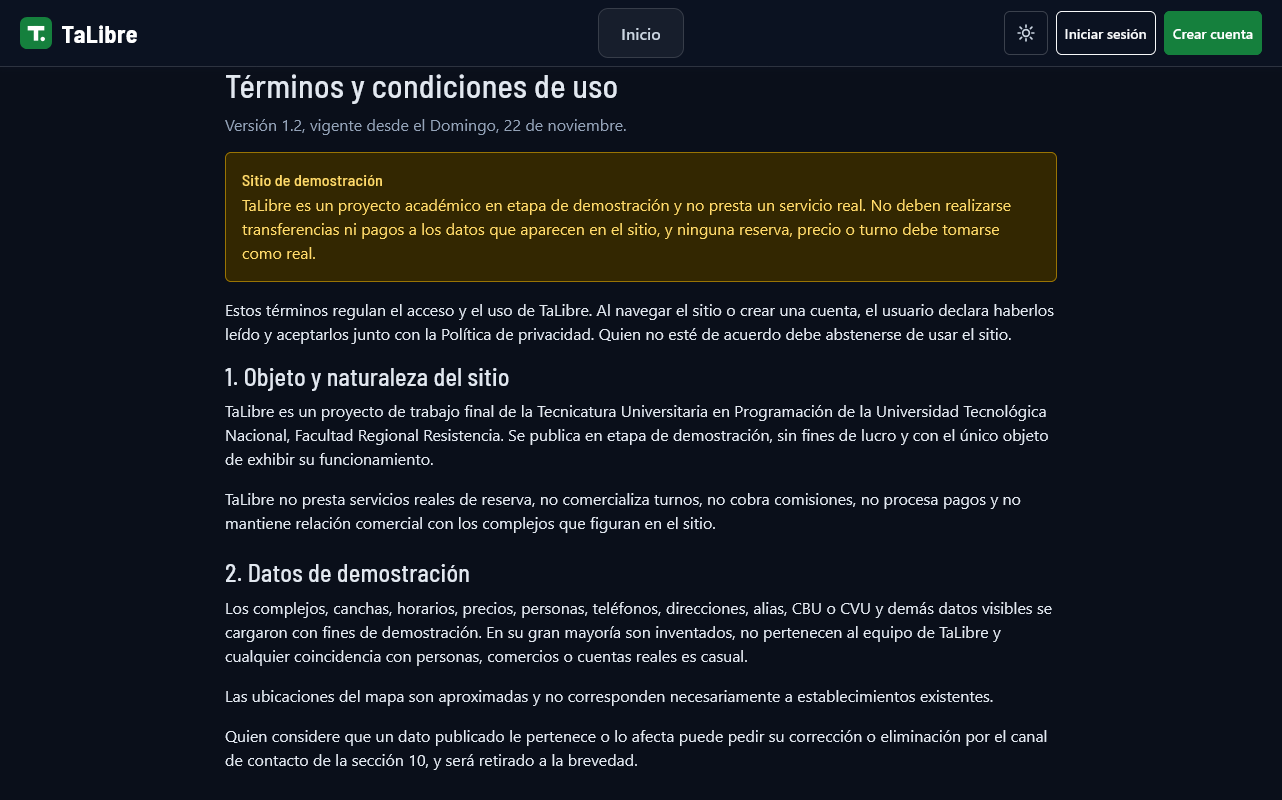 T. TaLibre
Inicio
Iniciar sesión
Crear cuenta
Términos y condiciones de uso
Versión 1.2, vigente desde el Domingo, 22 de noviembre.
Sitio de demostración
TaLibre es un proyecto académico en etapa de demostración y no presta un servicio real. No deben realizarse
transferencias ni pagos a los datos que aparecen en el sitio, y ninguna reserva, precio o turno debe tomarse
como real.
Estos términos regulan el acceso y el uso de TaLibre. Al navegar el sitio o crear una cuenta, el usuario declara haberlos
leído y aceptarlos junto con la Política de privacidad. Quien no esté de acuerdo debe abstenerse de usar el sitio.
1. Objeto y naturaleza del sitio
TaLibre es un proyecto de trabajo final de la Tecnicatura Universitaria en Programación de la Universidad Tecnológica
Nacional, Facultad Regional Resistencia. Se publica en etapa de demostración, sin fines de lucro y con el único objeto
de exhibir su funcionamiento.
TaLibre no presta servicios reales de reserva, no comercializa turnos, no cobra comisiones, no procesa pagos y no
mantiene relación comercial con los complejos que figuran en el sitio.
2. Datos de demostración
Los complejos, canchas, horarios, precios, personas, teléfonos, direcciones, alias, CBU o CVU y demás datos visibles se
cargaron con fines de demostración. En su gran mayoría son inventados, no pertenecen al equipo de TaLibre y
cualquier coincidencia con personas, comercios o cuentas reales es casual.
Las ubicaciones del mapa son aproximadas y no corresponden necesariamente a establecimientos existentes.
Quien considere que un dato publicado le pertenece o lo afecta puede pedir su corrección o eliminación por el canal
de contacto de la sección 10, y será retirado a la brevedad.